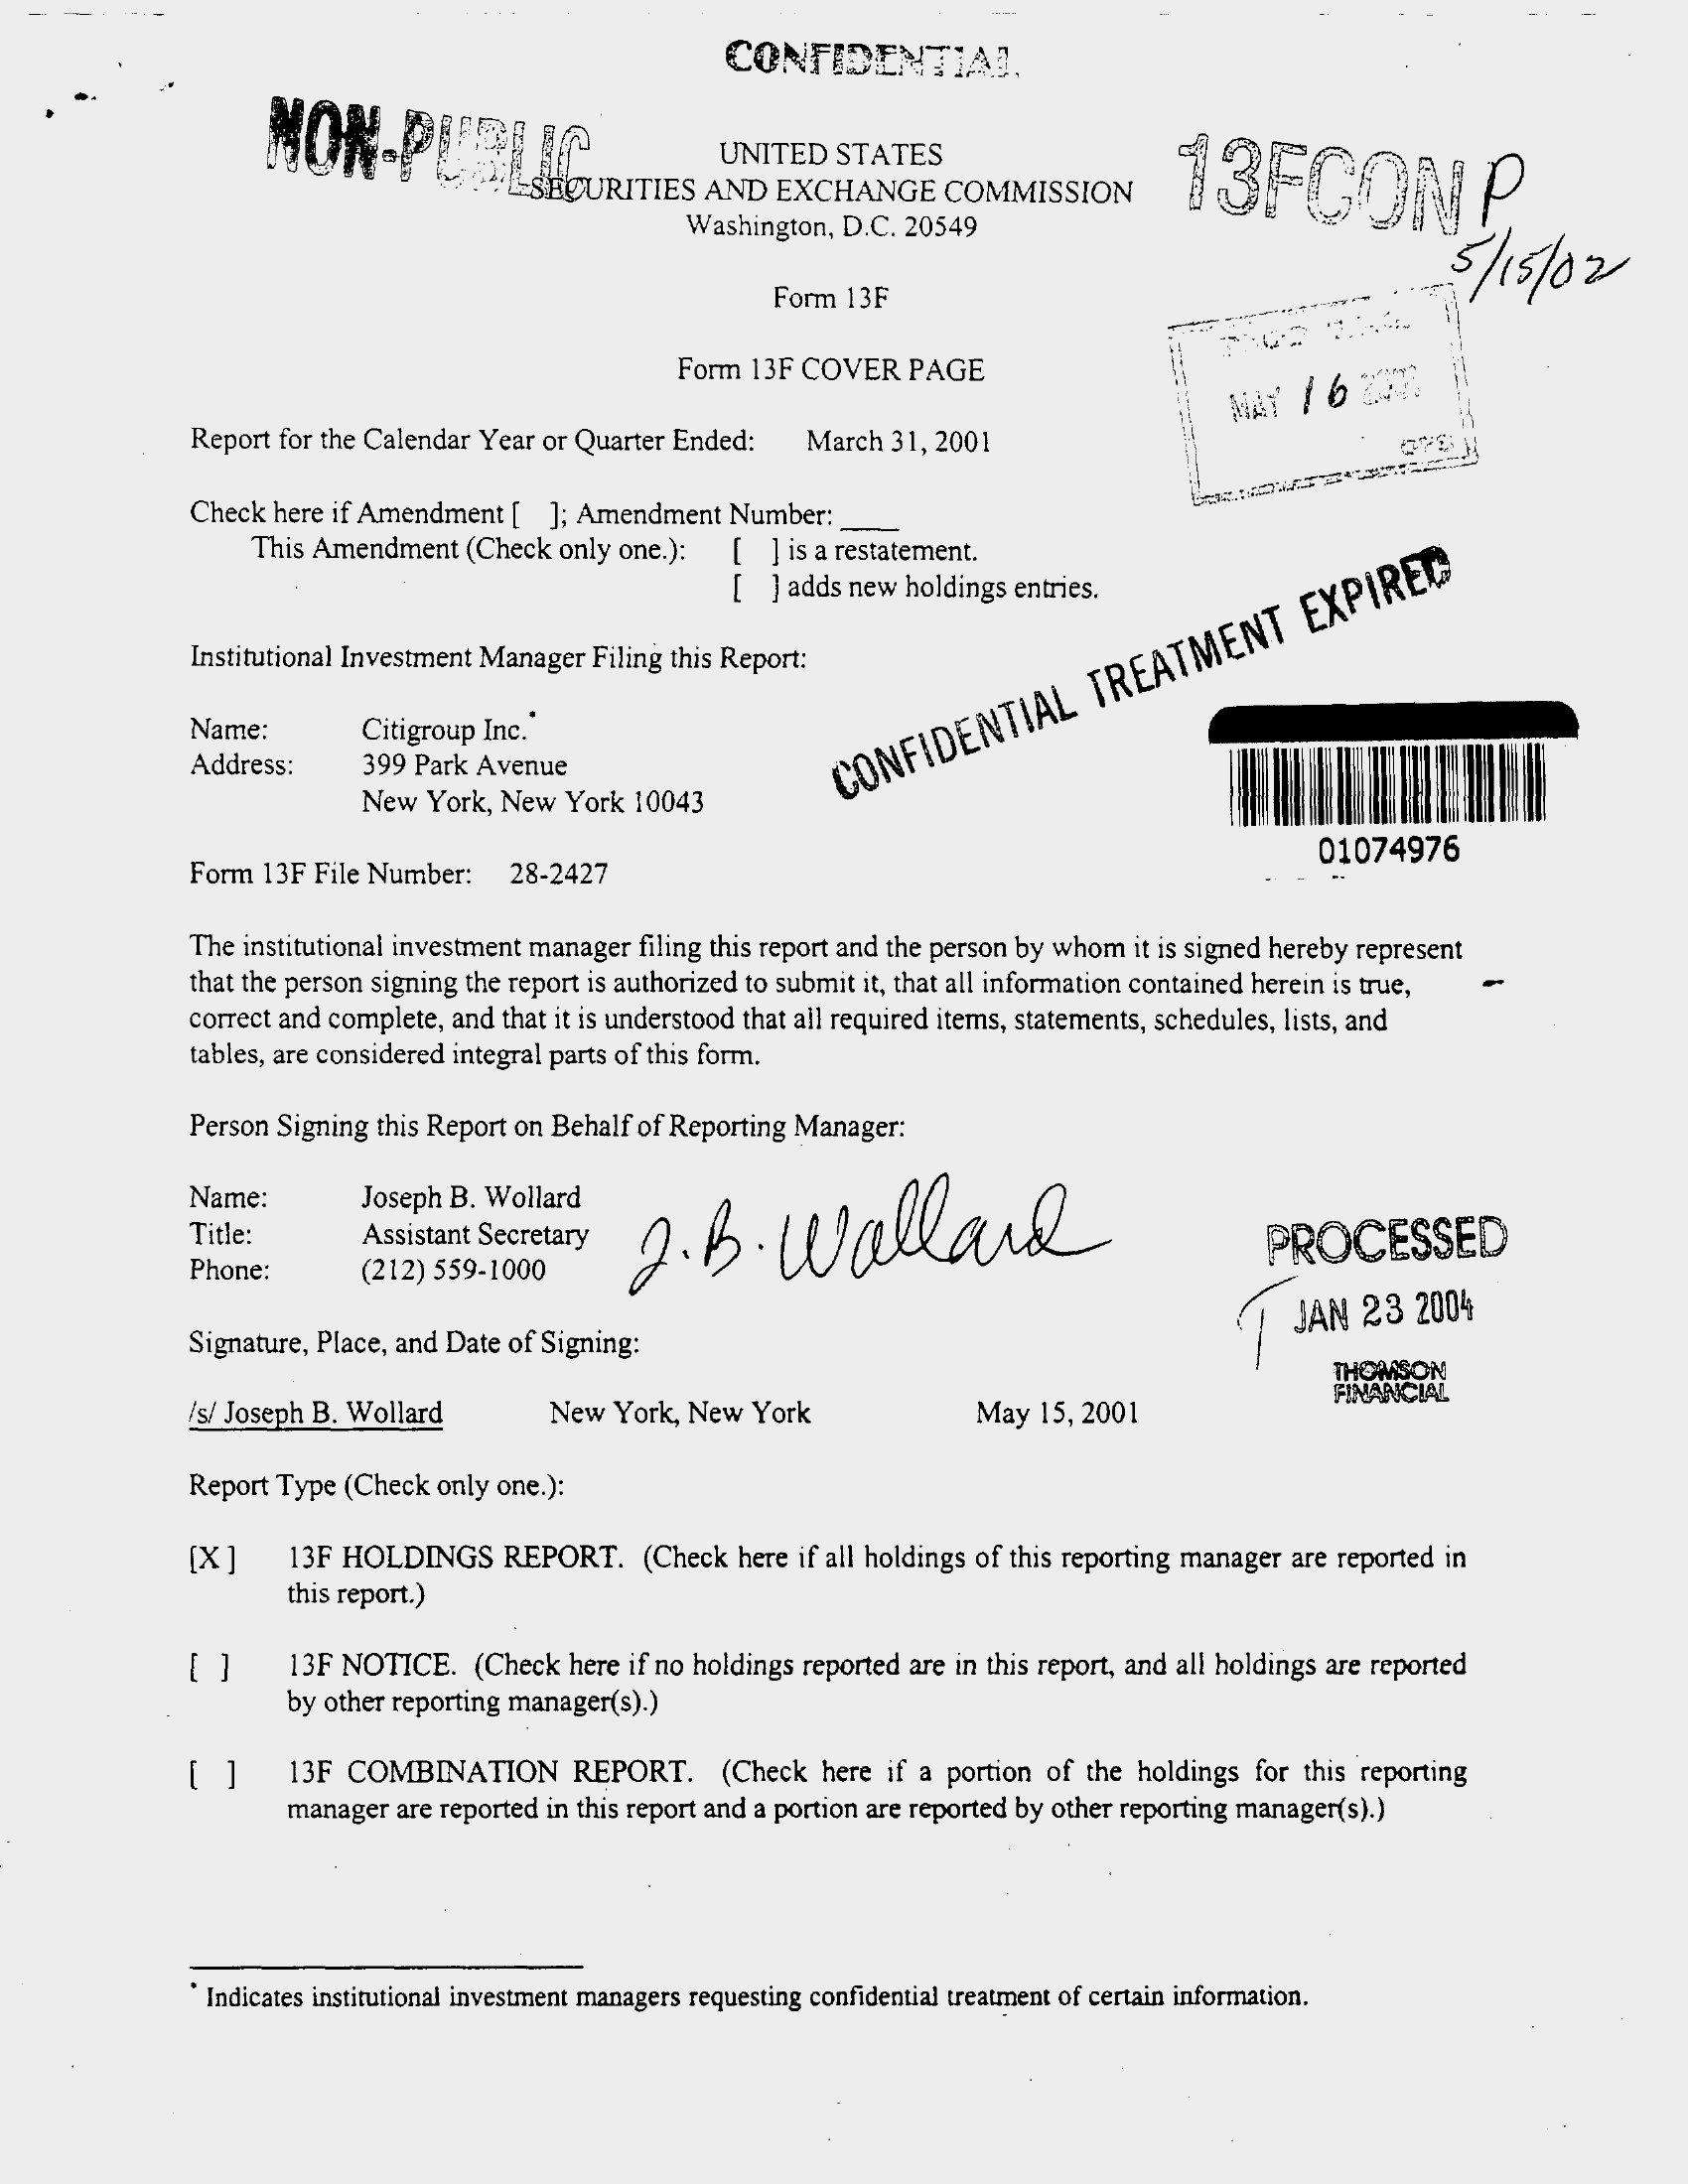 CONFIDENTIAL
NON-PUBLIC
13FCON P
5/15/02
UNITED STATES
SECURITIES AND EXCHANGE COMMISSION
Washington, D.C. 20549
Form 13F
Form 13F COVER PAGE
MAY 16 2001
Report for the Calendar Year or Quarter Ended: March 31, 2001
Check here if Amendment [ ]; Amendment Number: ____
This Amendment (Check only one.): [ ] is a restatement.
[ ] adds new holdings entries.
CONFIDENTIAL TREATMENT EXPIRED
Institutional Investment Manager Filing this Report:
Name: Citigroup Inc.*
Address: 399 Park Avenue
New York, New York 10043
01074976
Form 13F File Number: 28-2427
The institutional investment manager filing this report and the person by whom it is signed hereby represent
that the person signing the report is authorized to submit it, that all information contained herein is true,
correct and complete, and that it is understood that all required items, statements, schedules, lists, and
tables, are considered integral parts of this form.
Person Signing this Report on Behalf of Reporting Manager:
Name: Joseph B. Wollard
Title: Assistant Secretary
Phone: (212) 559-1000
J. B. Wollard
PROCESSED
JAN 23 2004
THOMSON
FINANCIAL
Signature, Place, and Date of Signing:
/s/ Joseph B. Wollard New York, New York May 15, 2001
Report Type (Check only one.):
[X] 13F HOLDINGS REPORT. (Check here if all holdings of this reporting manager are reported in
this report.)
[ ] 13F NOTICE. (Check here if no holdings reported are in this report, and all holdings are reported
by other reporting manager(s).)
[ ] 13F COMBINATION REPORT. (Check here if a portion of the holdings for this reporting
manager are reported in this report and a portion are reported by other reporting manager(s).)
* Indicates institutional investment managers requesting confidential treatment of certain information.